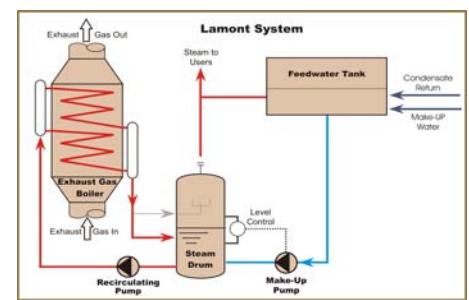 Exhaust Gas Out
Lamont System
Steam to
Users
Feedwater Tank
Condensate
Return
Make-UP
Water
Exhaust Gas
Boiler
Level
Control
Exhaust Gas In
Steam
Drum
Recirculating
Pump
Make-Up
Pump